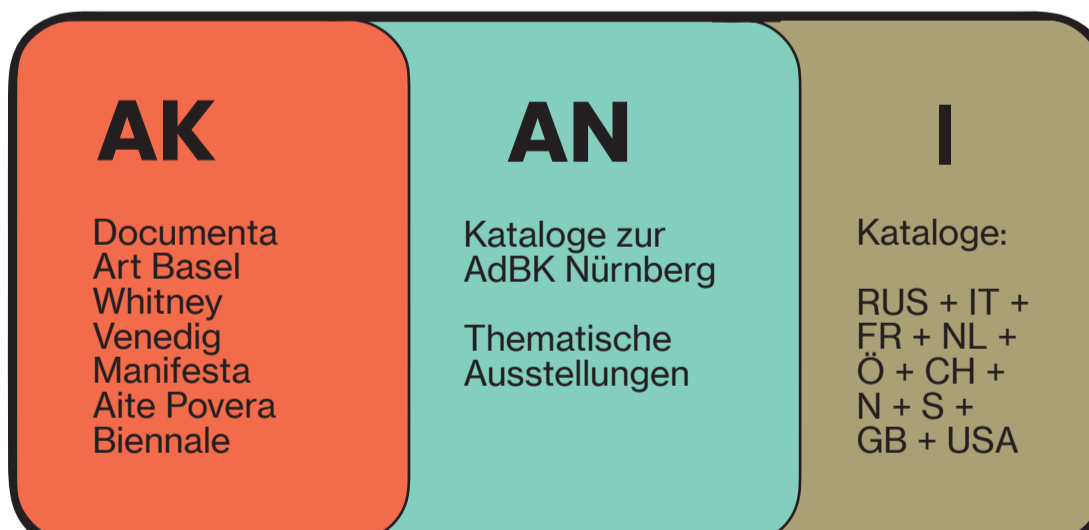 AK
Documenta
Art Basel
Whitney
Venedig
Manifesta
Aite Povera
Biennale
AN
Kataloge zur
AdBK Nürnberg
Thematische
Ausstellungen
I
Kataloge:
RUS + IT +
FR + NL +
Ö + CH +
N + S +
GB + USA